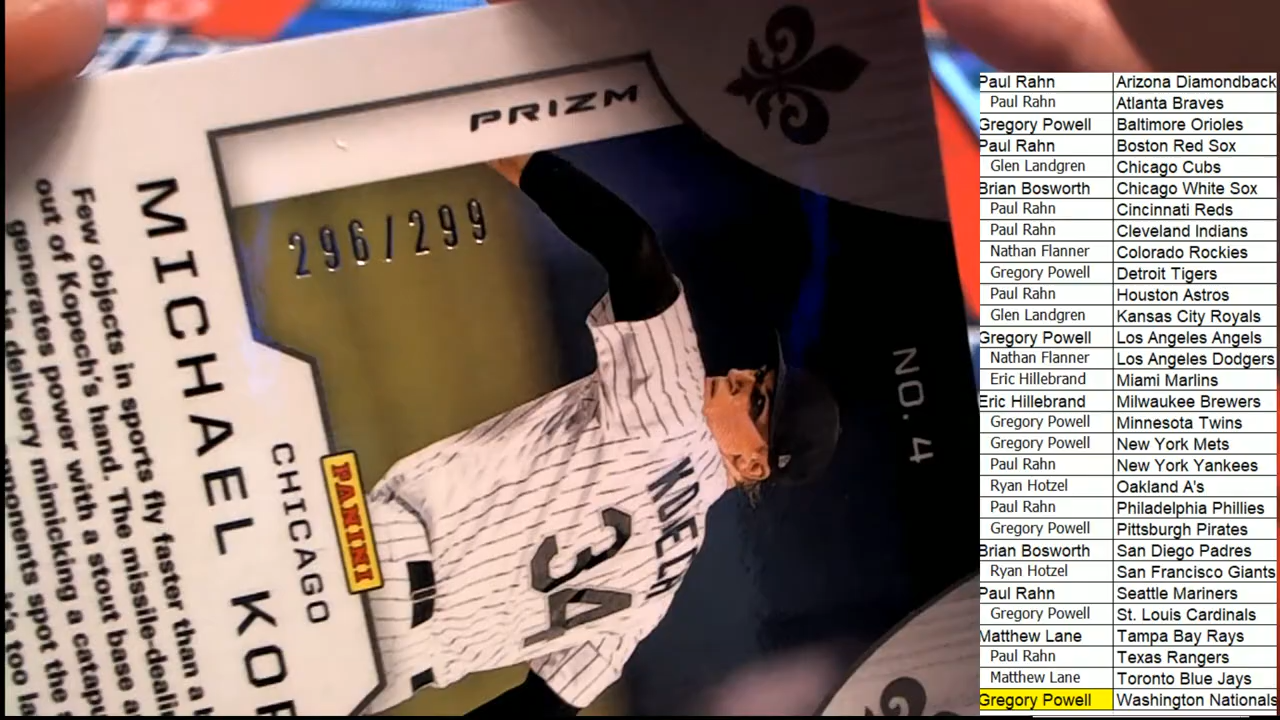 PRIZM
296/299
NO. 4
MICHAEL KOP
CHICAGO
PANINI
KOPECH
34
Few objects in sports fly faster than a b
out of Kopech's hand. The missile-deali
generates power with a stout base a
his delivery mimicking a catapu
ponents spot the
it's too la
Paul Rahn Arizona Diamondback
Paul Rahn Atlanta Braves
Gregory Powell Baltimore Orioles
Paul Rahn Boston Red Sox
Glen Landgren Chicago Cubs
Brian Bosworth Chicago White Sox
Paul Rahn Cincinnati Reds
Paul Rahn Cleveland Indians
Nathan Flanner Colorado Rockies
Gregory Powell Detroit Tigers
Paul Rahn Houston Astros
Glen Landgren Kansas City Royals
Gregory Powell Los Angeles Angels
Nathan Flanner Los Angeles Dodgers
Eric Hillebrand Miami Marlins
Eric Hillebrand Milwaukee Brewers
Gregory Powell Minnesota Twins
Gregory Powell New York Mets
Paul Rahn New York Yankees
Ryan Hotzel Oakland A's
Paul Rahn Philadelphia Phillies
Gregory Powell Pittsburgh Pirates
Brian Bosworth San Diego Padres
Ryan Hotzel San Francisco Giants
Paul Rahn Seattle Mariners
Gregory Powell St. Louis Cardinals
Matthew Lane Tampa Bay Rays
Paul Rahn Texas Rangers
Matthew Lane Toronto Blue Jays
Gregory Powell Washington Nationals